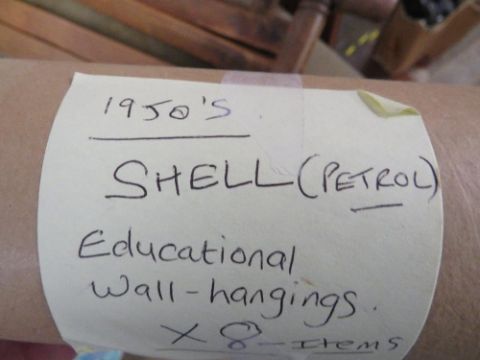 1950's
SHELL (PETROL)
Educational
Wall-hangings.
x 8 - items